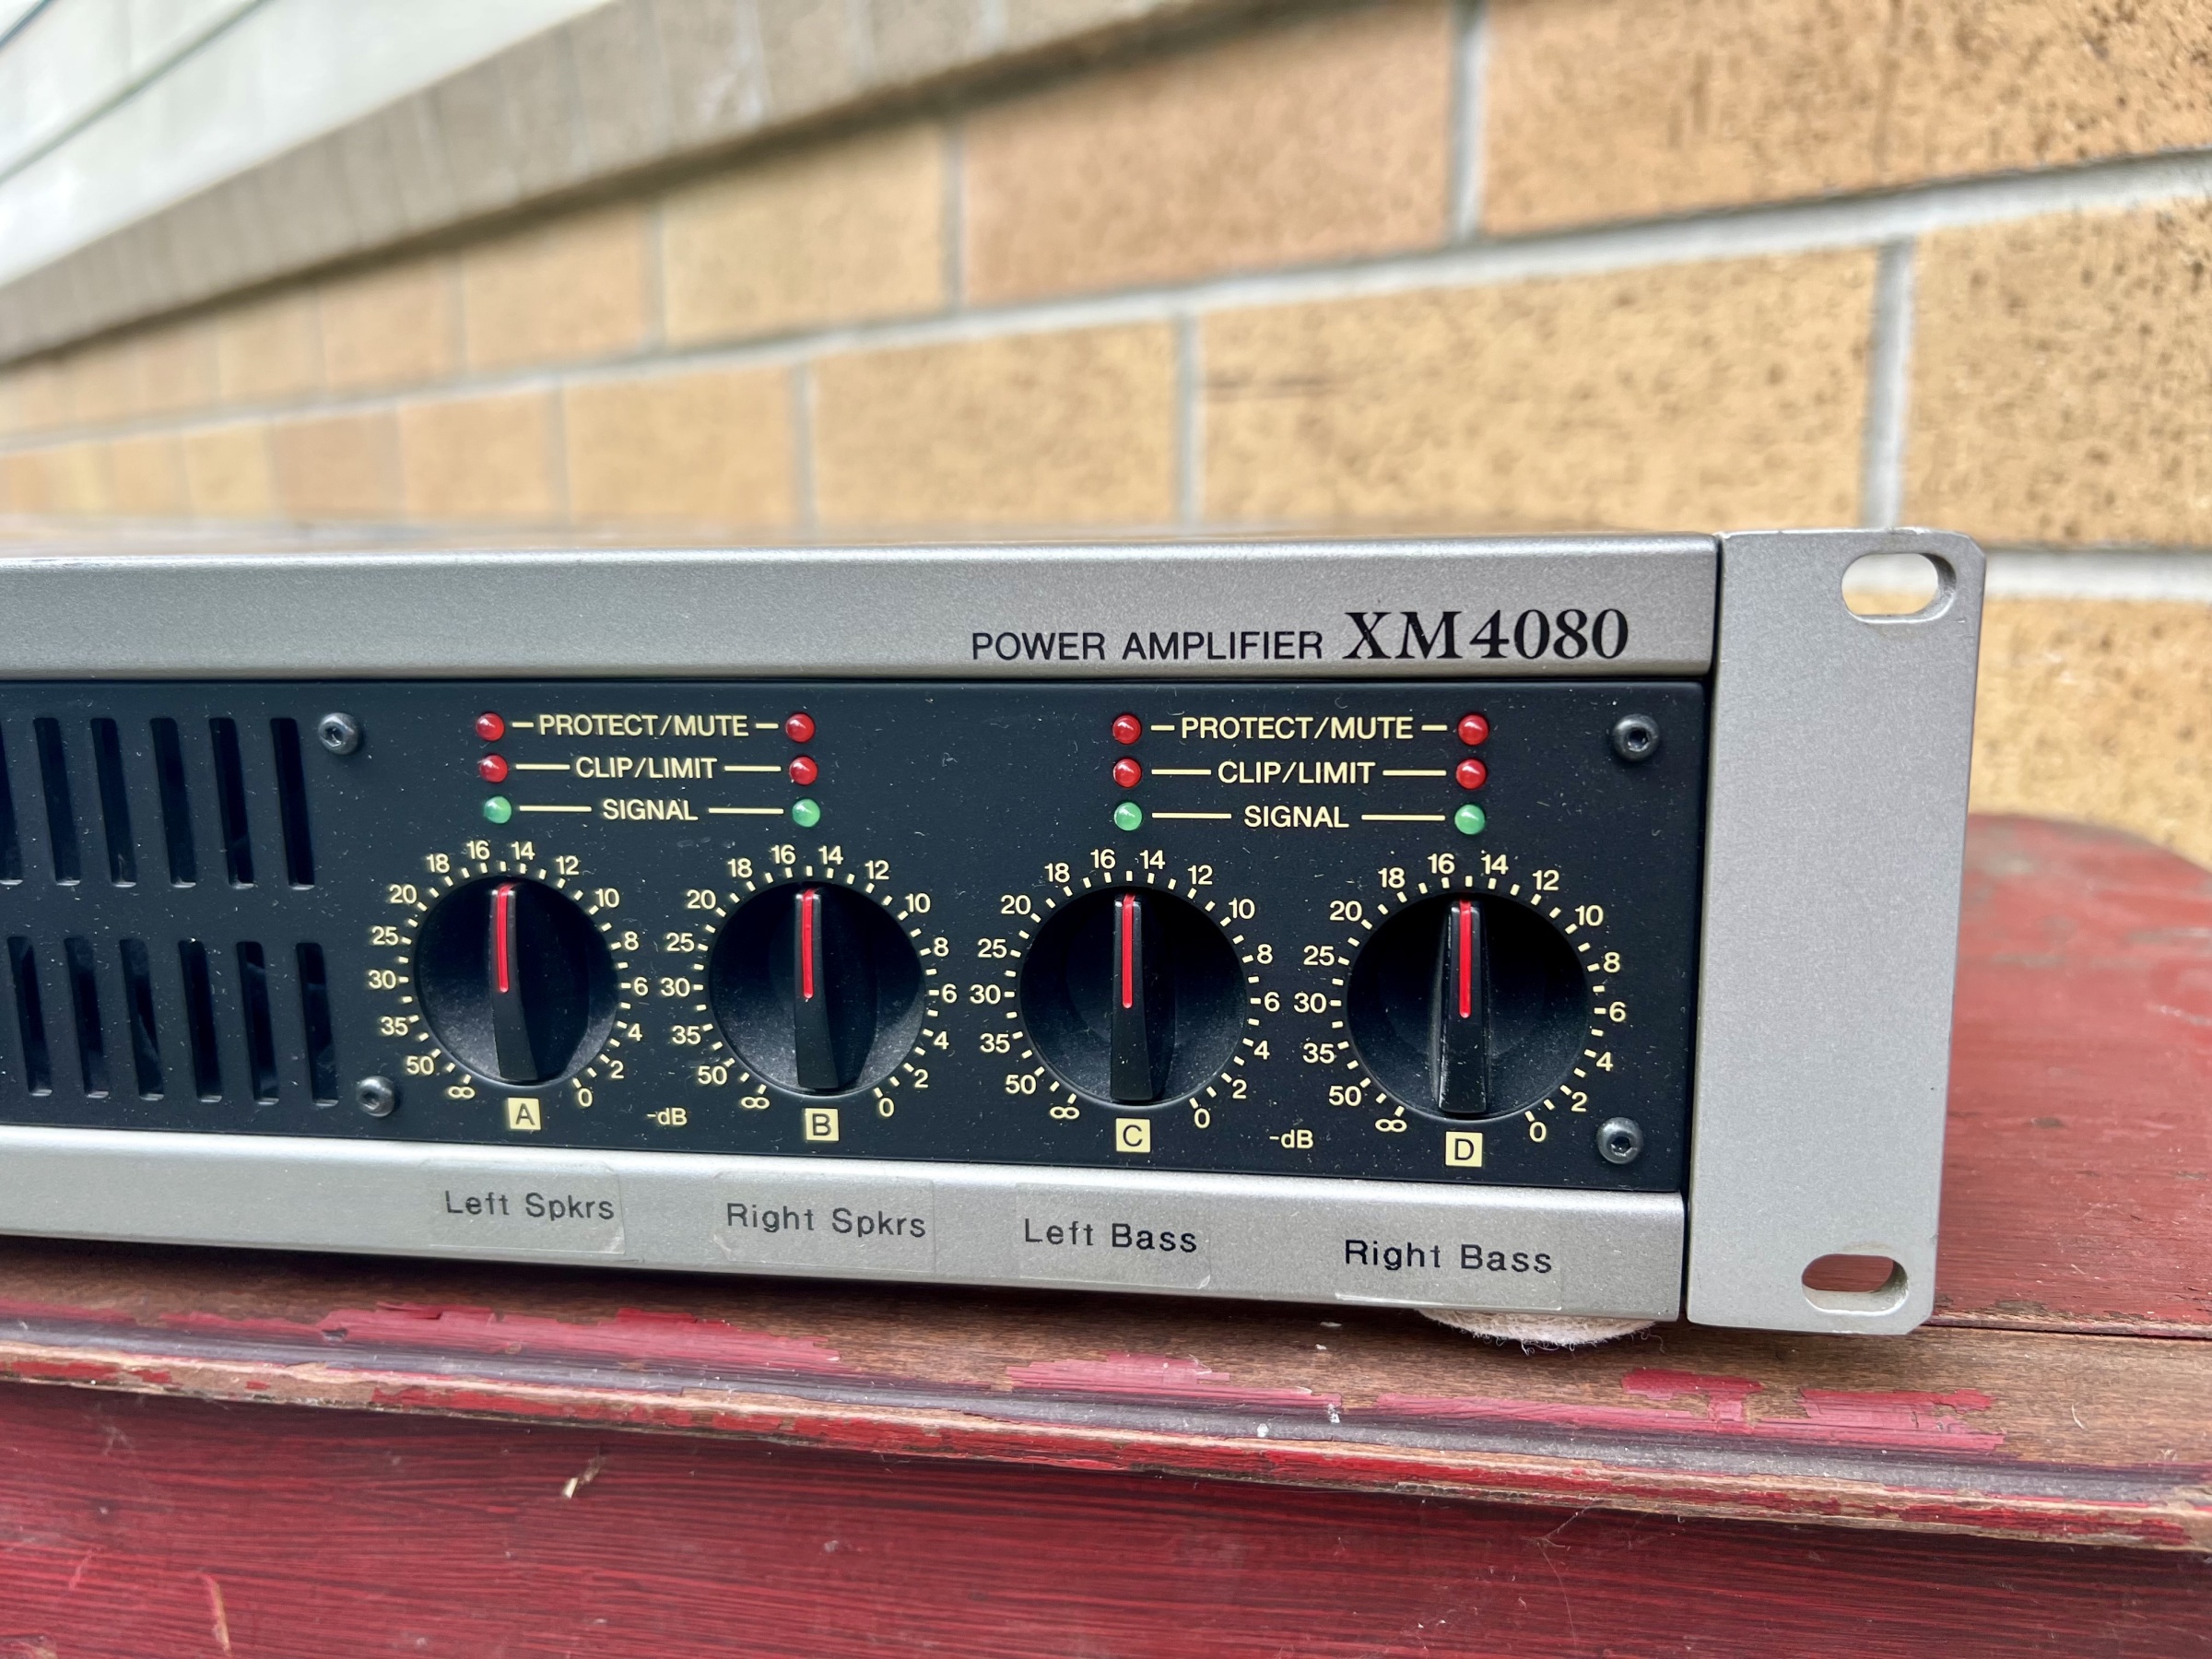 POWER AMPLIFIER XM4080
PROTECT/MUTE
CLIP/LIMIT
SIGNAL
PROTECT/MUTE
CLIP/LIMIT
SIGNAL
∞ 50 35 30 25 20 18 16 14 12 10 8 6 4 2 0
A
-dB
∞ 50 35 30 25 20 18 16 14 12 10 8 6 4 2 0
B
∞ 50 35 30 25 20 18 16 14 12 10 8 6 4 2 0
C
-dB
∞ 50 35 30 25 20 18 16 14 12 10 8 6 4 2 0
D
Left Spkrs
Right Spkrs
Left Bass
Right Bass